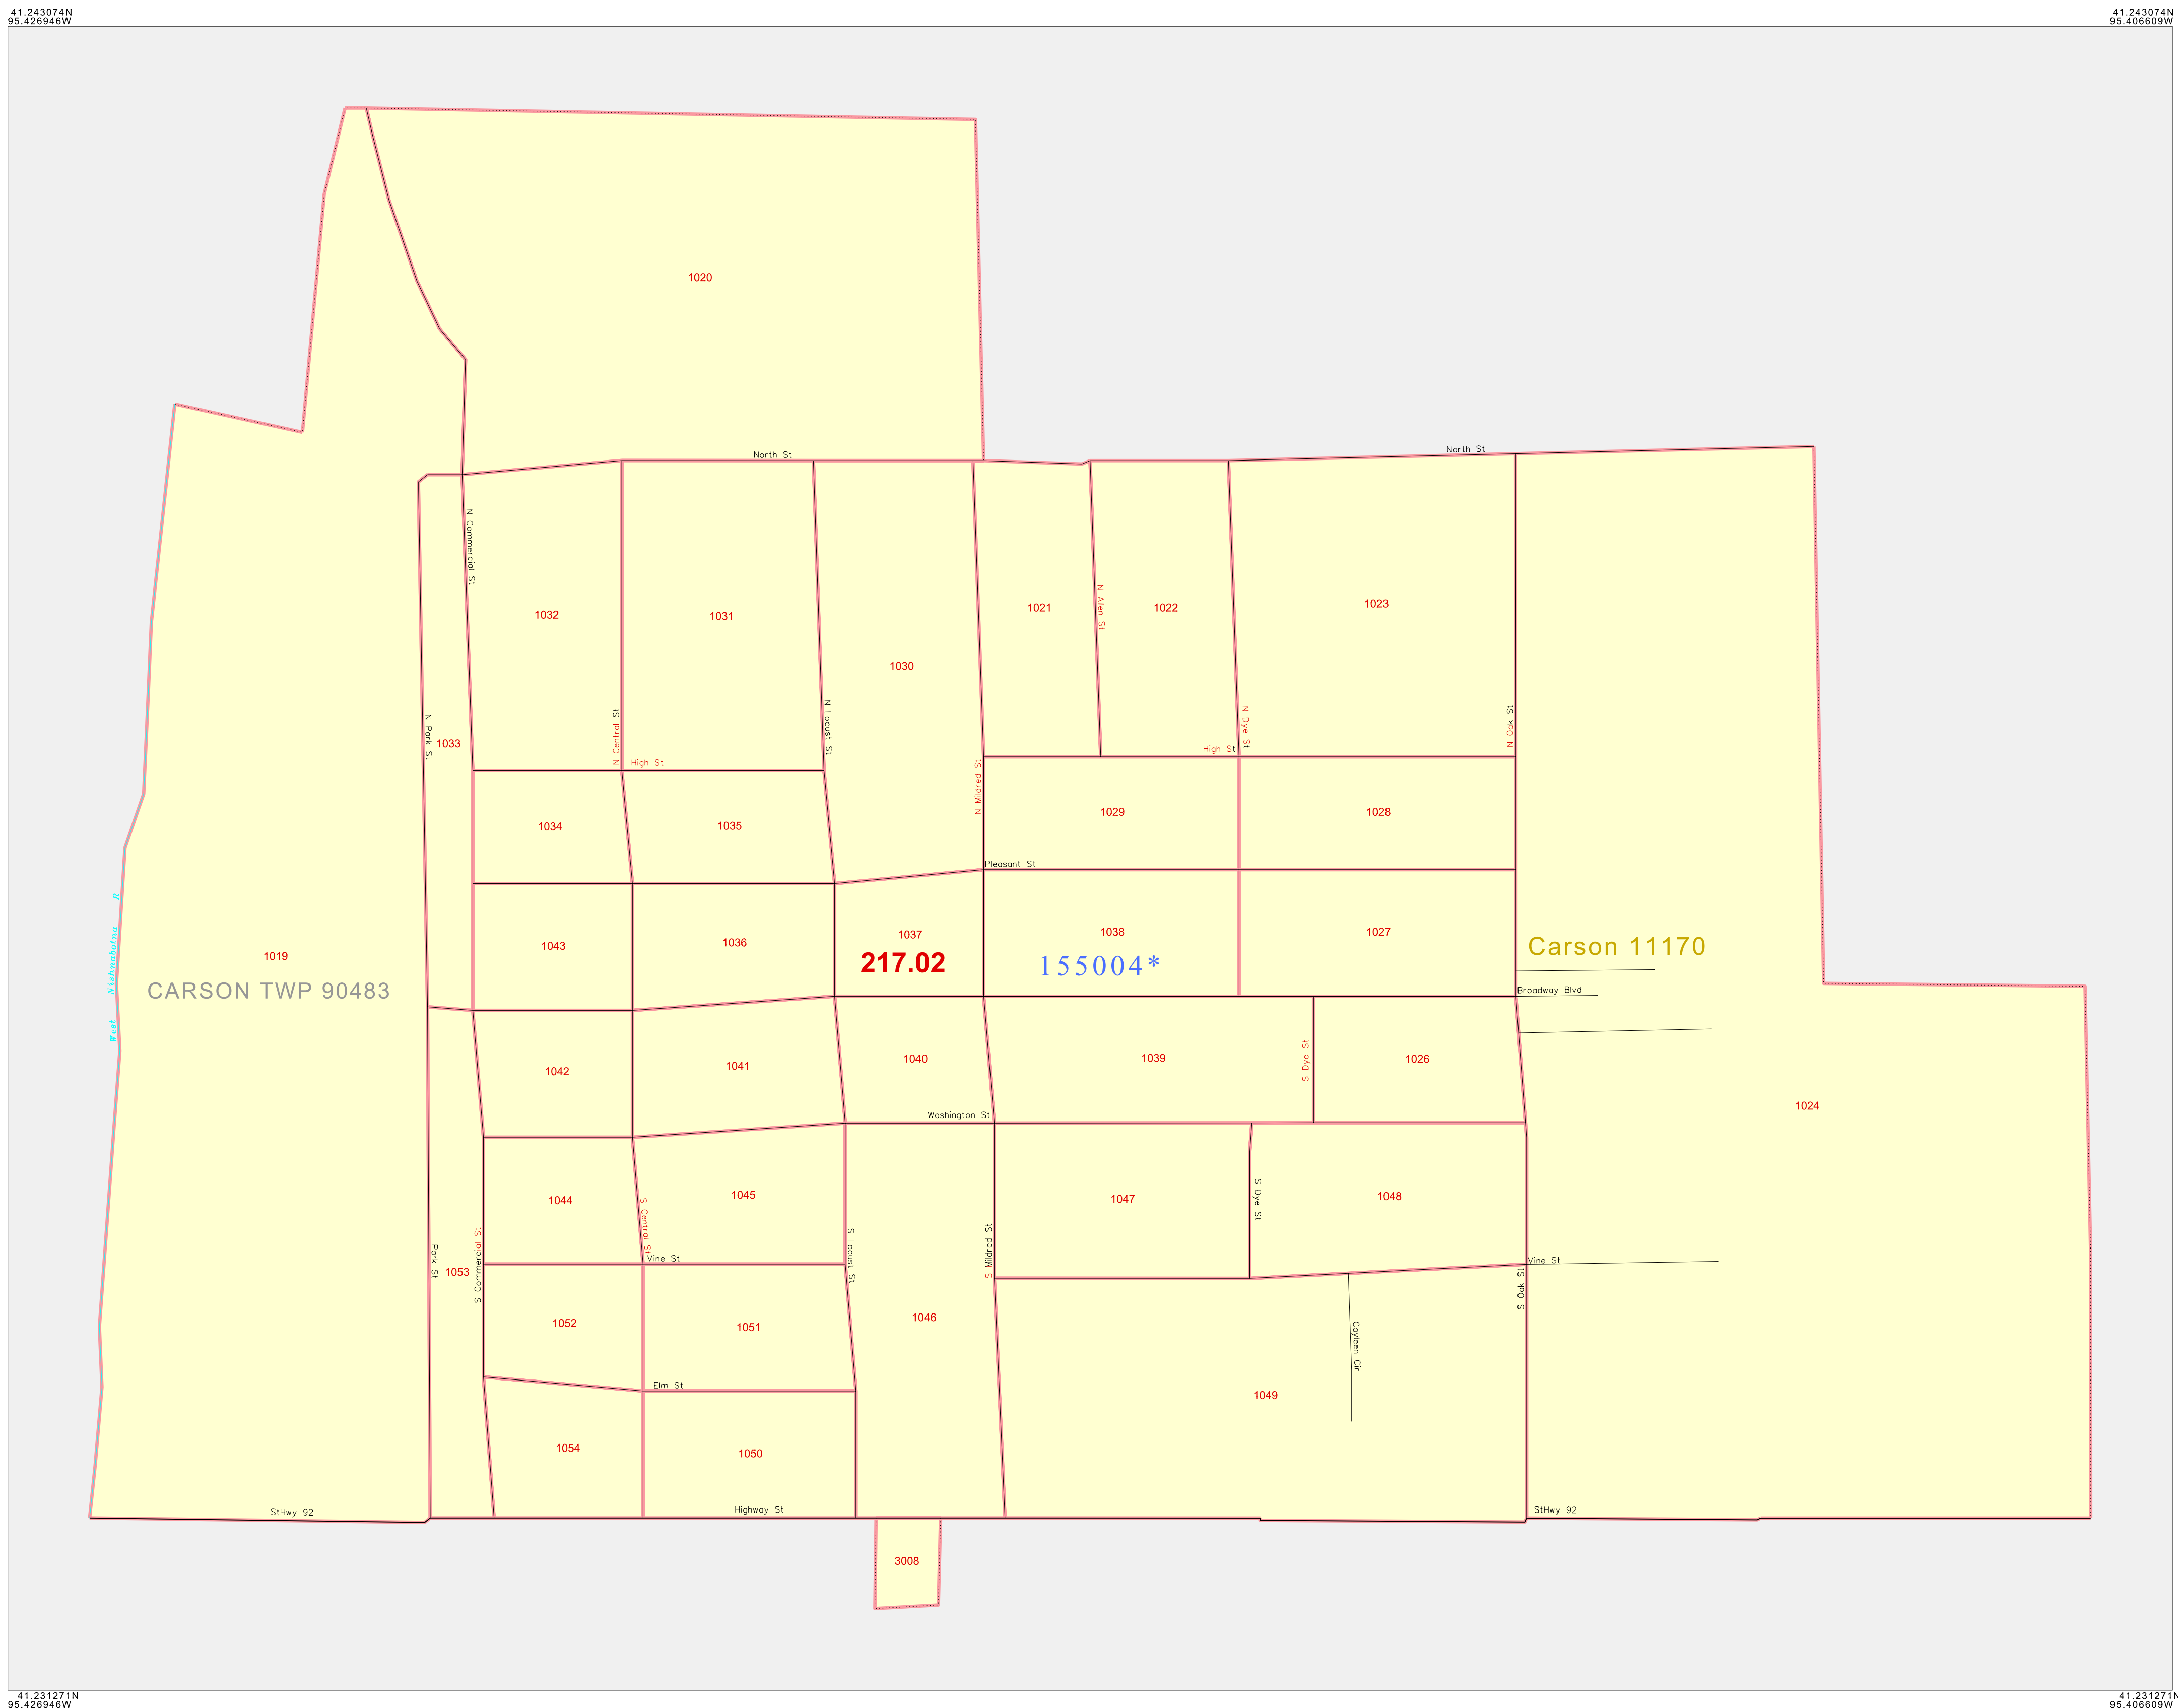 41.243074N
95.426946W
41.243074N
95.406609W
1020
North St
North St
N Commercial St
1032
1031
1030
1021
N Allen St
1022
1023
N Park St
1033
N Central St
N Locust St
N Mildred St
N Dye St
N Oak St
High St
High St
1034
1035
1029
1028
Pleasant St
1019
CARSON TWP 90483
West Nishnabotna R
1043
1036
1037
217.02
1038
155004*
1027
Carson 11170
Broadway Blvd
1042
1041
1040
1039
S Dye St
1026
1024
Washington St
1044
1045
1047
S Dye St
1048
S Central St
Park St
1053
S Commercial St
Vine St
S Locust St
S Mildred St
Vine St
S Oak St
1052
1051
1046
Cayleen Cir
Elm St
1049
1054
1050
StHwy 92
Highway St
StHwy 92
3008
41.231271N
95.426946W
41.231271N
95.406609W